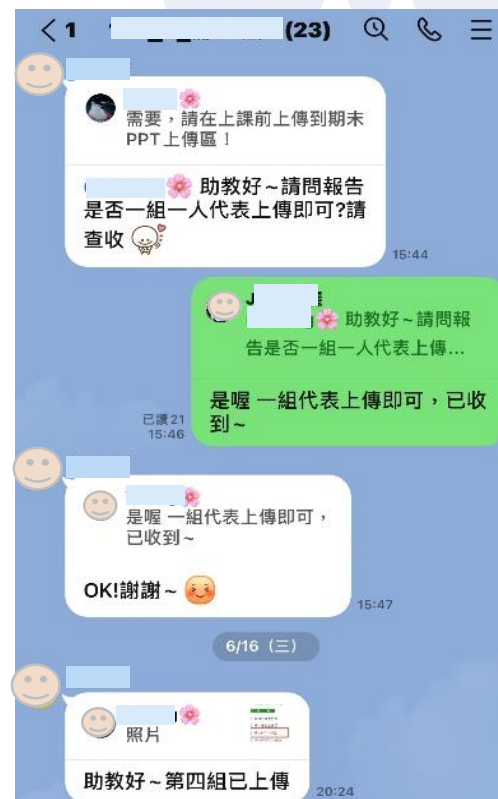 1
(23)
需要，請在上課前上傳到期末
PPT上傳區！
助教好~請問報告
是否一組一人代表上傳即可?請
查收
15:44
J
助教好~請問報
告是否一組一人代表上傳...
是喔 一組代表上傳即可，已收
到~
已讀21
15:46
是喔 一組代表上傳即可，
已收到~
OK!謝謝~
15:47
6/16（三）
照片
助教好~第四組已上傳
20:24